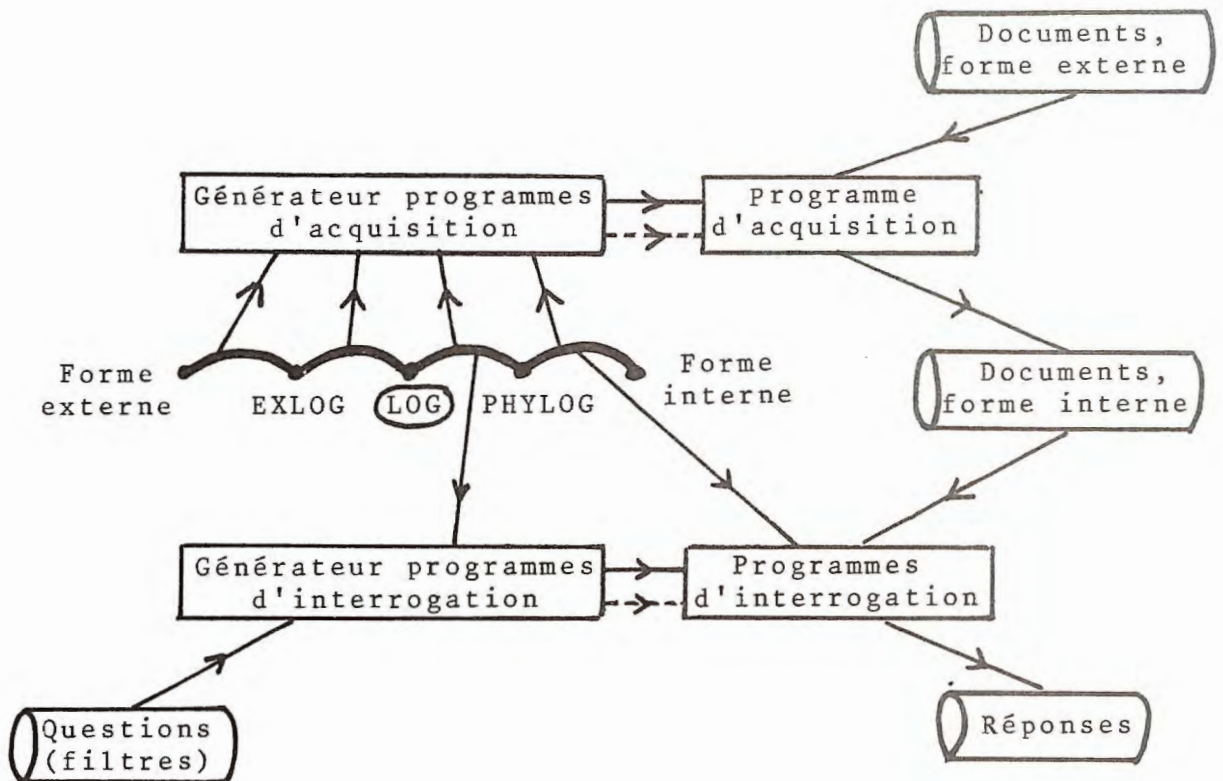 Documents,
forme externe
Générateur programmes
d'acquisition
Programme
d'acquisition
Forme
externe
EXLOG
LOG
PHYLOG
Forme
interne
Documents,
forme interne
Générateur programmes
d'interrogation
Programmes
d'interrogation
Questions
(filtres)
Réponses